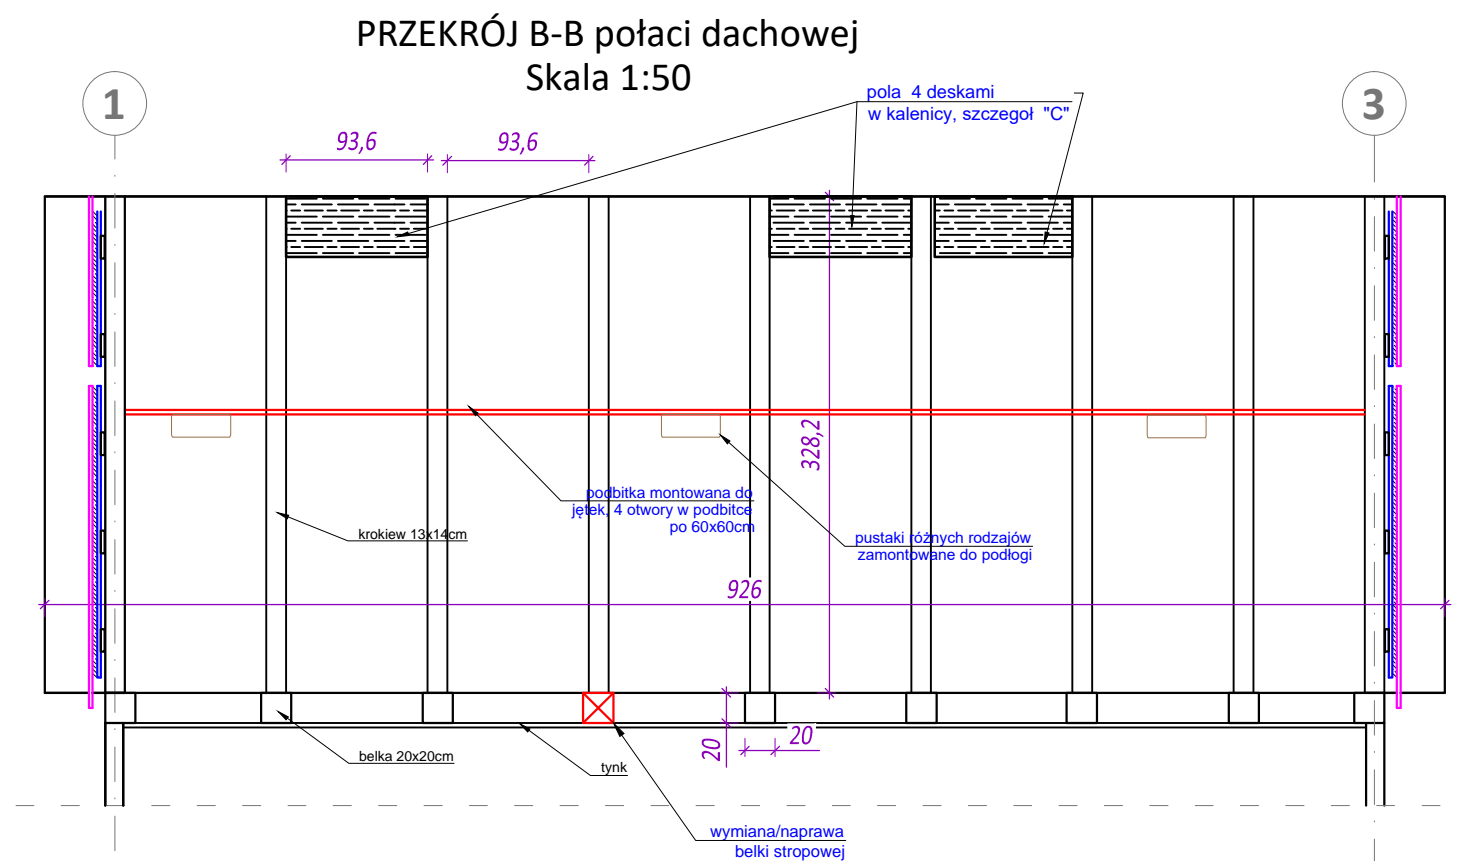 PRZEKRÓJ B-B połaci dachowej
Skala 1:50
1
3
pola 4 deskami
w kalenicy, szczegoł "C"
93,6
93,6
328,2
podbitka montowana do
jętek, 4 otwory w podbitce
po 60x60cm
krokiew 13x14cm
pustaki różnych rodzajów
zamontowane do podłogi
926
20
20
belka 20x20cm
tynk
wymiana/naprawa
belki stropowej